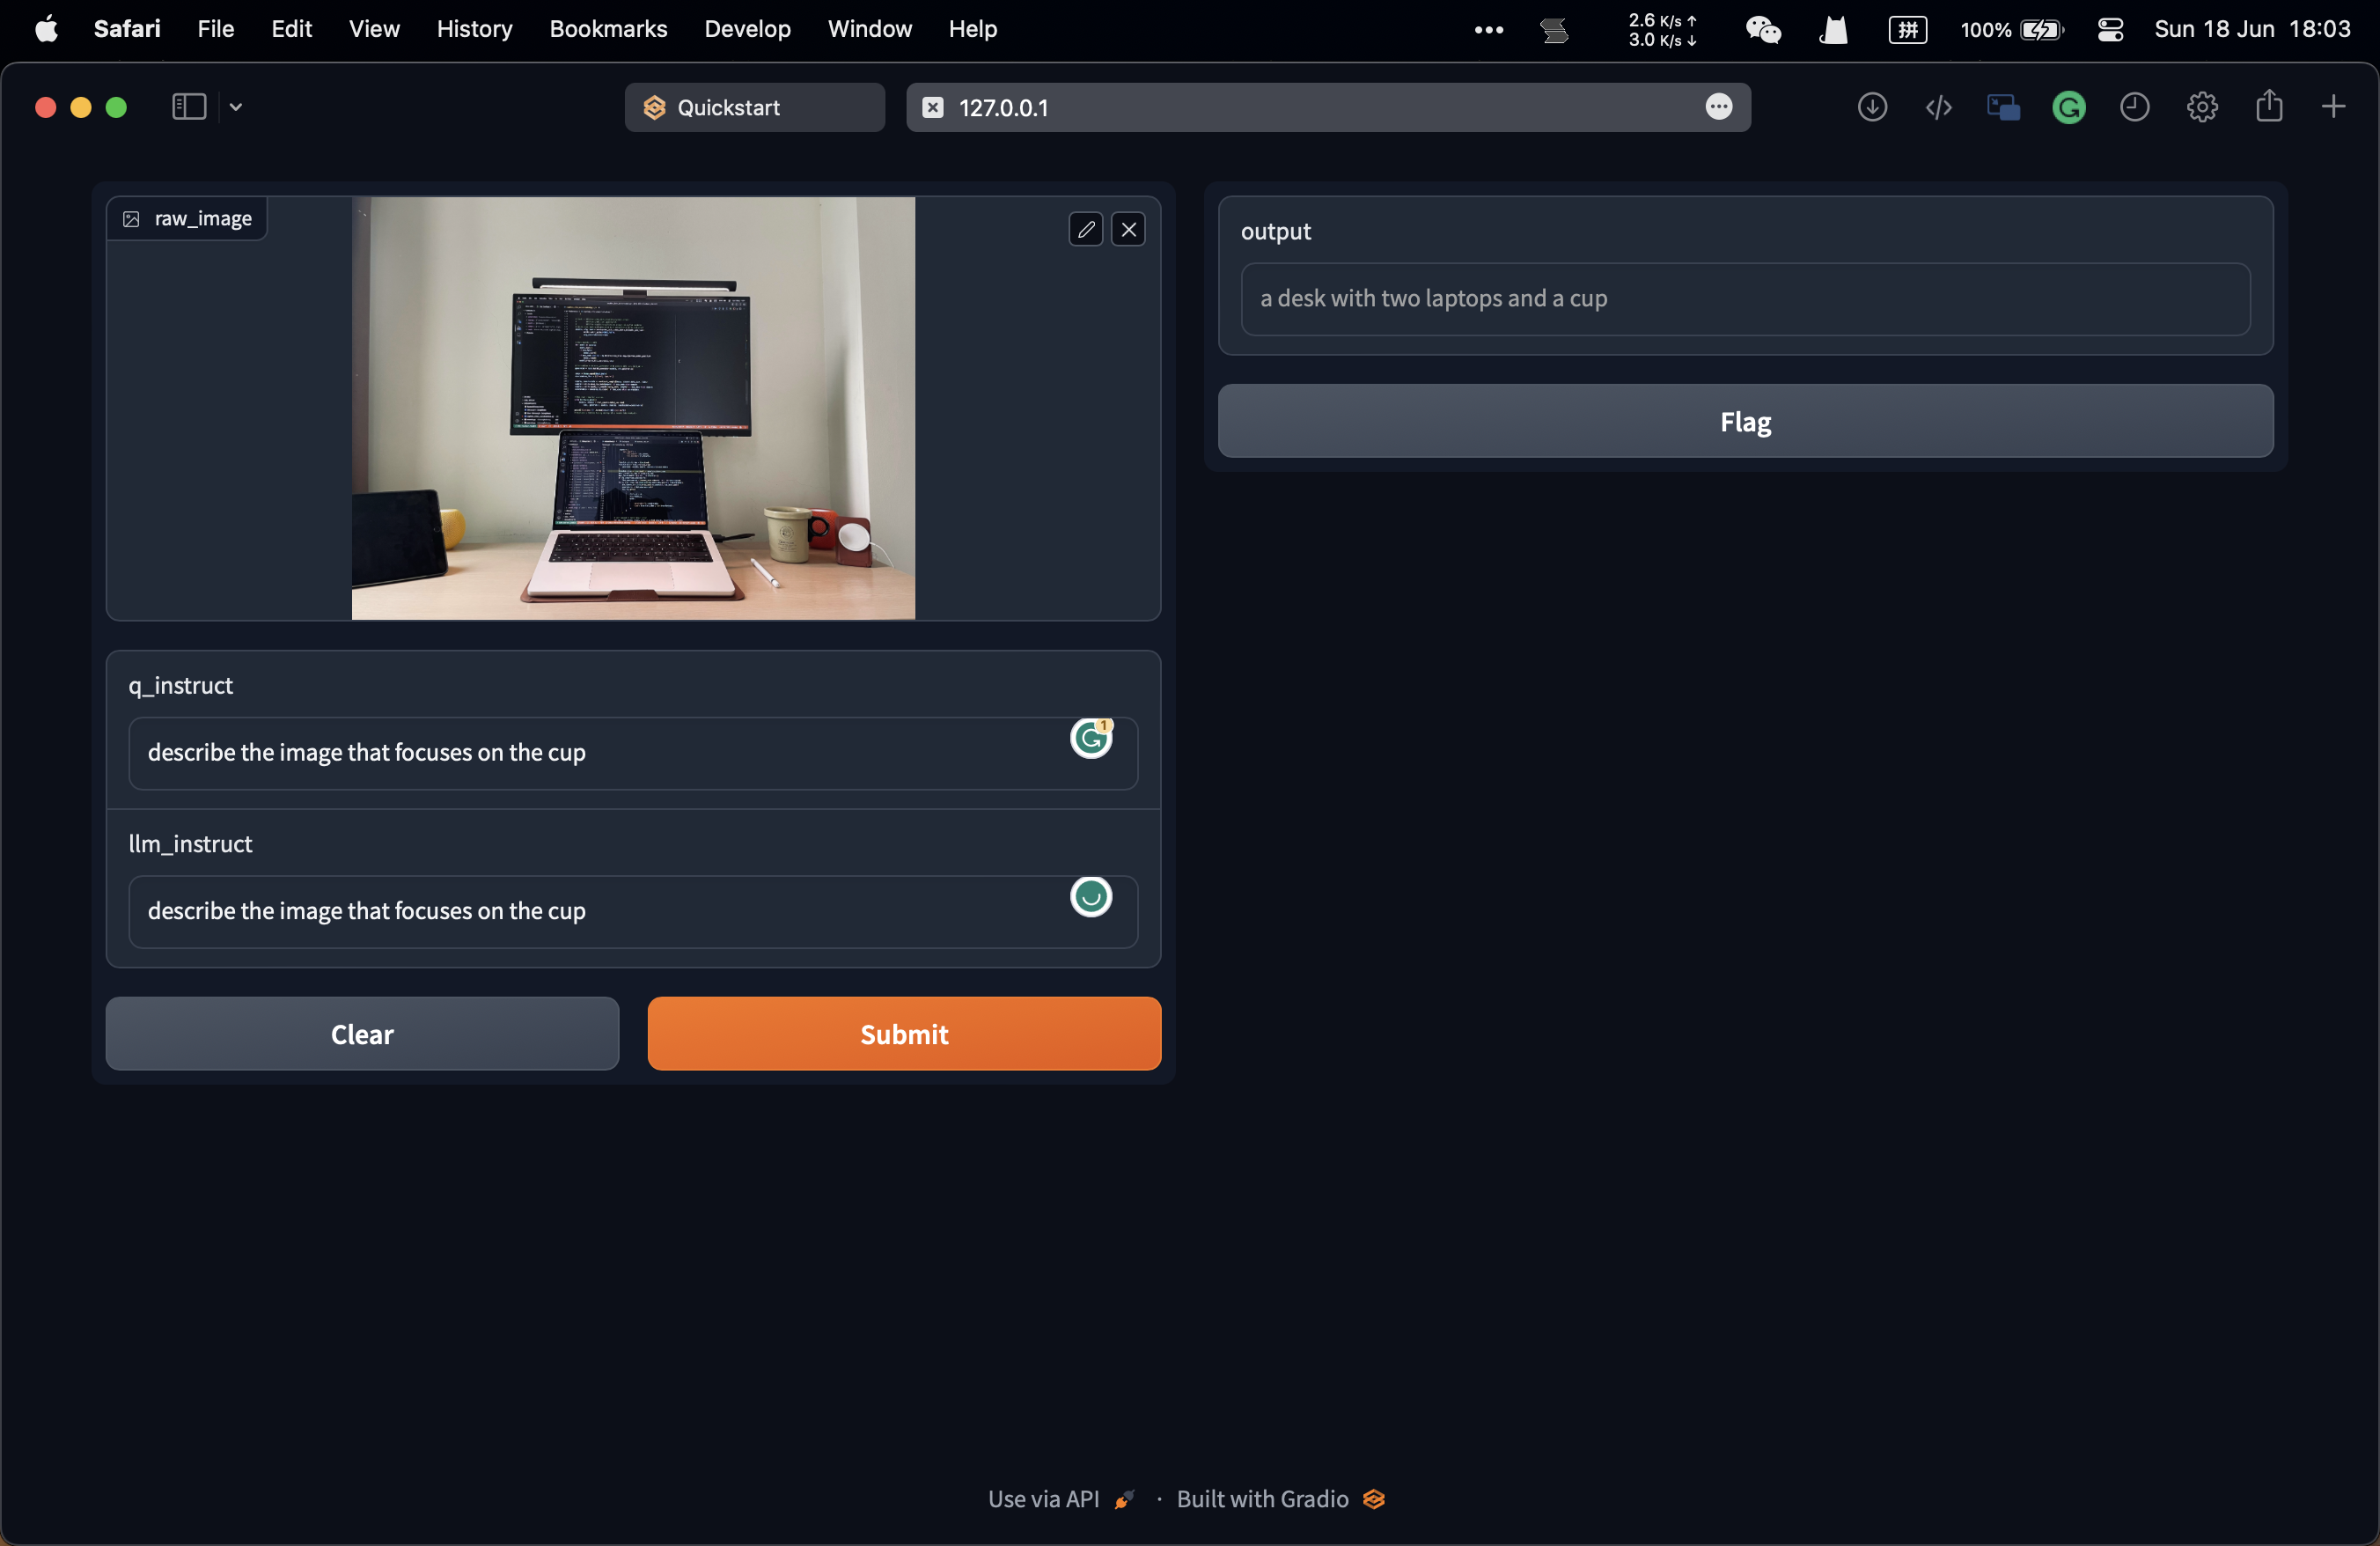 Safari File Edit View History Bookmarks Develop Window Help
2.6 K/s ↑
3.0 K/s ↓
拼
100%
Sun 18 Jun 18:03
Quickstart
127.0.0.1
raw_image
output
a desk with two laptops and a cup
Flag
q_instruct
1
describe the image that focuses on the cup
llm_instruct
describe the image that focuses on the cup
Clear
Submit
Use via API · Built with Gradio